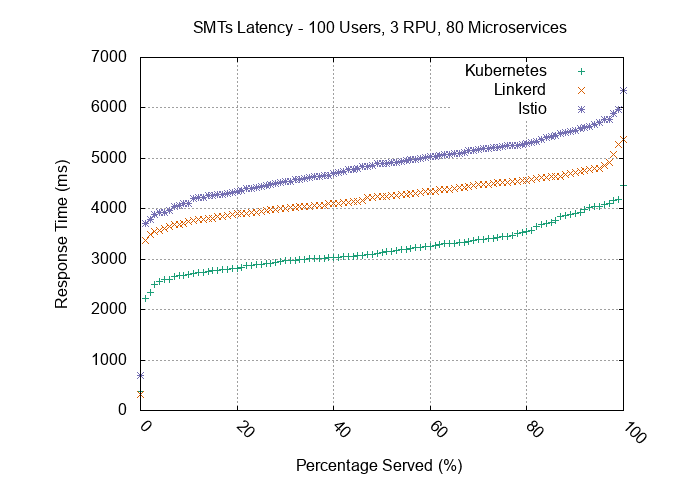 SMTs Latency - 100 Users, 3 RPU, 80 Microservices
7000
6000
5000
4000
3000
2000
1000
0
Response Time (ms)
Kubernetes
Linkerd
Istio
0
20
40
60
80
100
Percentage Served (%)